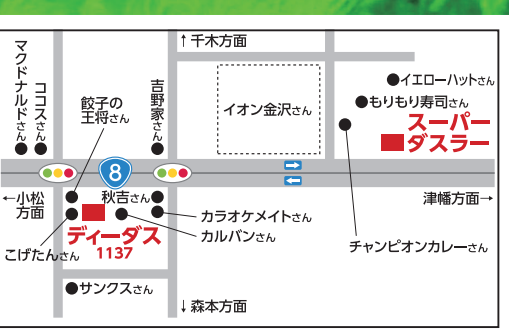 ↑千木方面
マクドナルドさん
ココスさん
餃子の
王将さん
吉野家さん
イオン金沢さん
イエローハットさん
もりもり寿司さん
スーパー
ダスラー
8
←小松
方面
秋吉さん
津幡方面→
カラオケメイトさん
カルバンさん
ディーダス
1137
こげたんさん
チャンピオンカレーさん
サンクスさん
↓森本方面